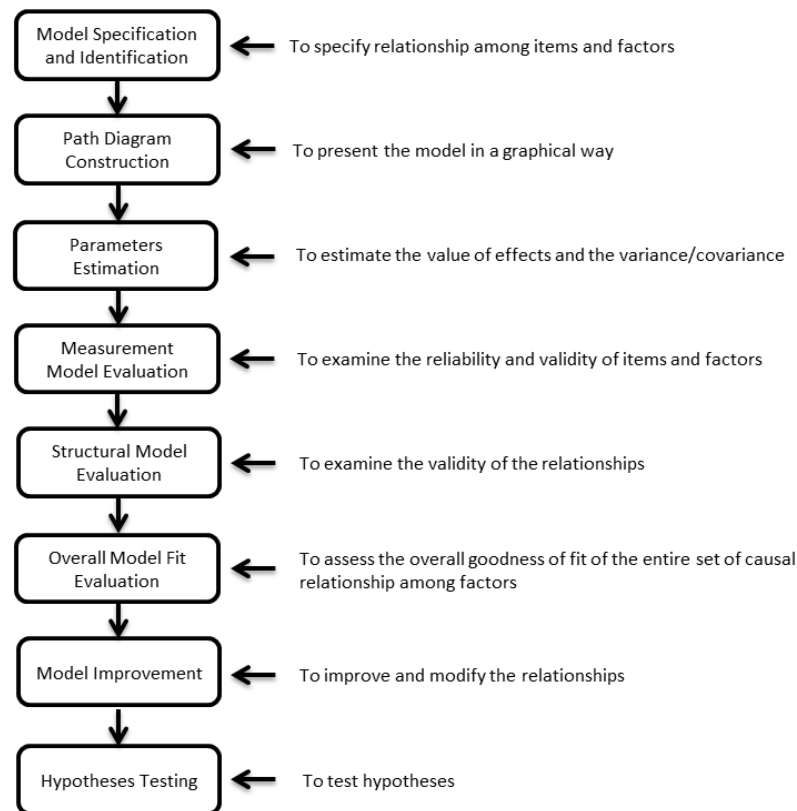 Model Specification
and Identification
To specify relationship among items and factors
Path Diagram
Construction
To present the model in a graphical way
Parameters
Estimation
To estimate the value of effects and the variance/covariance
Measurement
Model Evaluation
To examine the reliability and validity of items and factors
Structural Model
Evaluation
To examine the validity of the relationships
Overall Model Fit
Evaluation
To assess the overall goodness of fit of the entire set of causal
relationship among factors
Model Improvement
To improve and modify the relationships
Hypotheses Testing
To test hypotheses